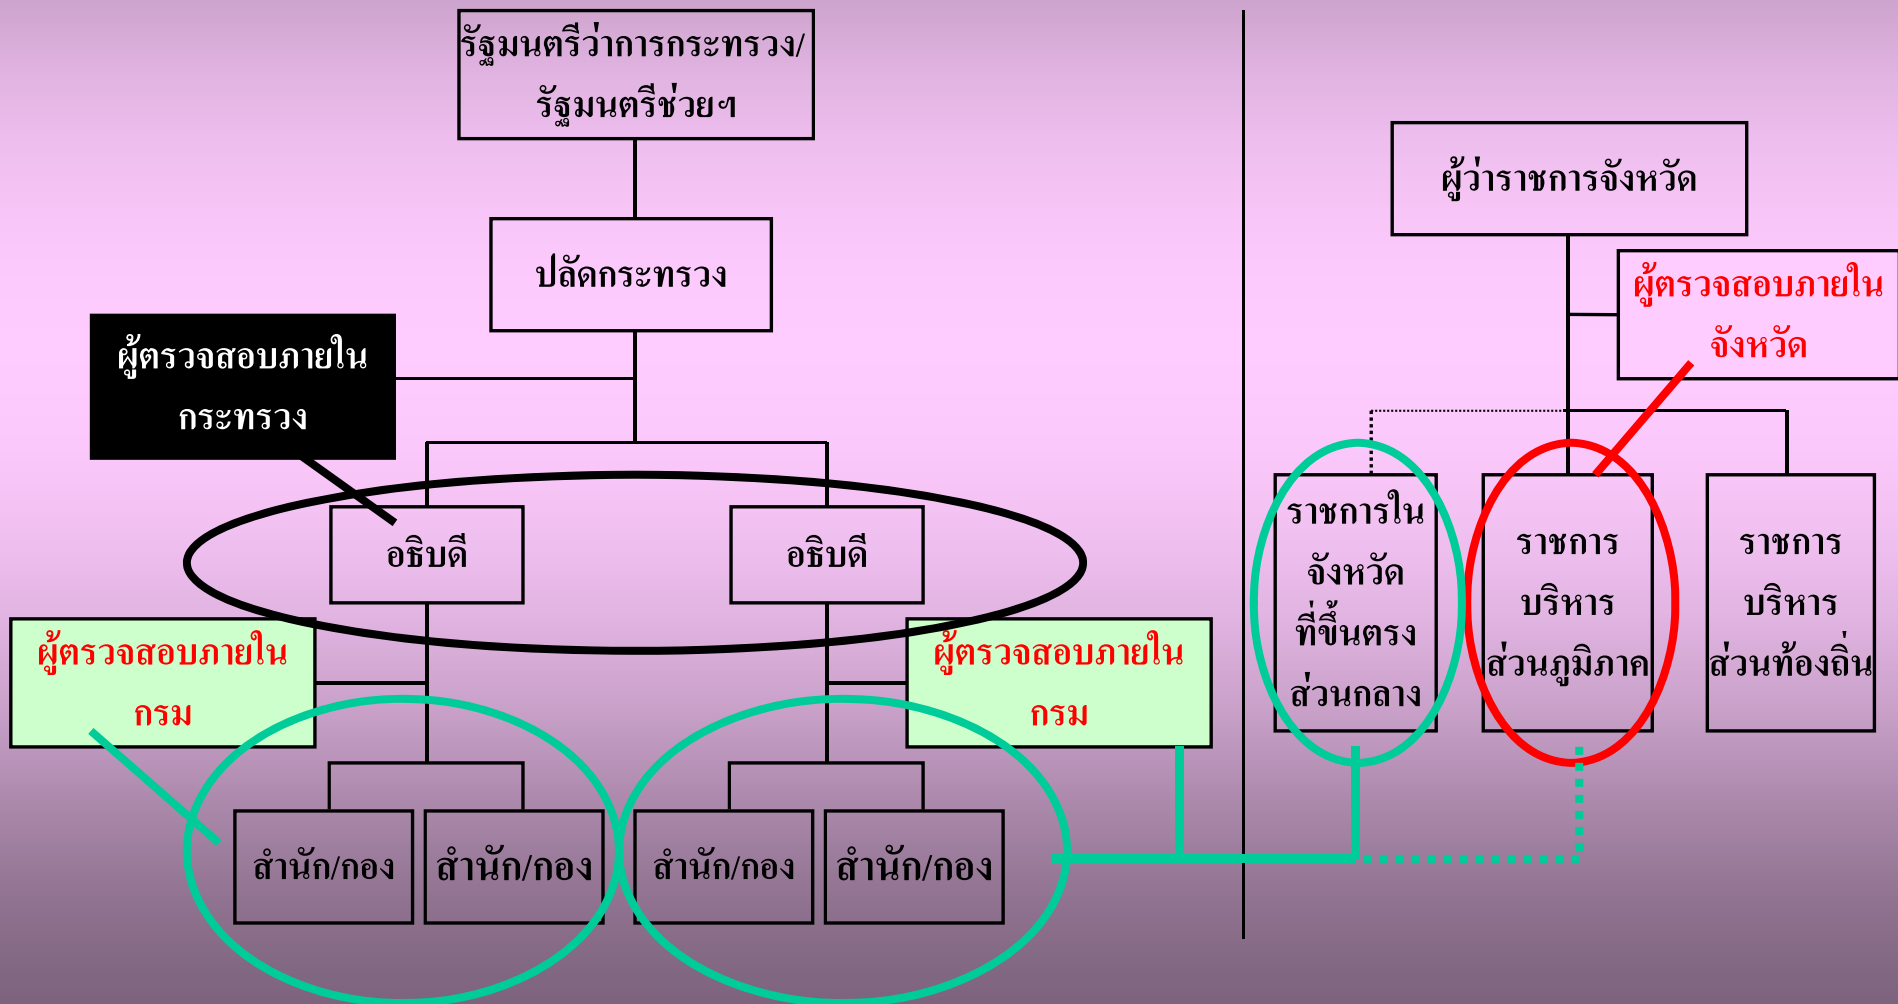 รัฐมนตรีว่าการกระทรวง/
รัฐมนตรีช่วยฯ
ปลัดกระทรวง
ผู้ตรวจสอบภายใน
กระทรวง
อธิบดี
อธิบดี
ผู้ตรวจสอบภายใน
กรม
ผู้ตรวจสอบภายใน
กรม
สำนัก/กอง
สำนัก/กอง
สำนัก/กอง
สำนัก/กอง
ผู้ว่าราชการจังหวัด
ผู้ตรวจสอบภายใน
จังหวัด
ราชการใน
จังหวัด
ที่ขึ้นตรง
ส่วนกลาง
ราชการ
บริหาร
ส่วนภูมิภาค
ราชการ
บริหาร
ส่วนท้องถิ่น